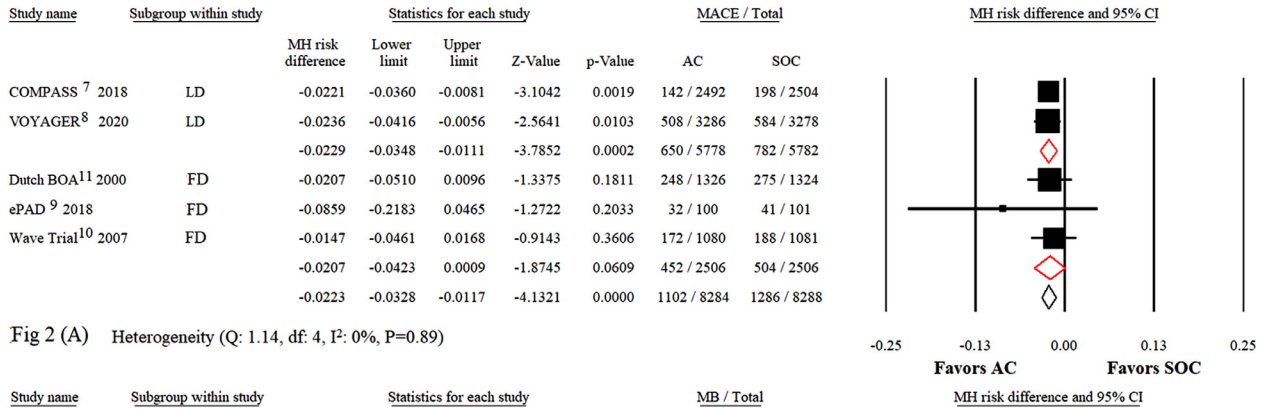 Study name Subgroup within study Statistics for each study MACE / Total MH risk difference and 95% CI
MH risk difference Lower limit Upper limit Z-Value p-Value AC SOC
COMPASS 7 2018 LD -0.0221 -0.0360 -0.0081 -3.1042 0.0019 142 / 2492 198 / 2504
VOYAGER8 2020 LD -0.0236 -0.0416 -0.0056 -2.5641 0.0103 508 / 3286 584 / 3278
-0.0229 -0.0348 -0.0111 -3.7852 0.0002 650 / 5778 782 / 5782
Dutch BOA11 2000 FD -0.0207 -0.0510 0.0096 -1.3375 0.1811 248 / 1326 275 / 1324
ePAD 9 2018 FD -0.0859 -0.2183 0.0465 -1.2722 0.2033 32 / 100 41 / 101
Wave Trial10 2007 FD -0.0147 -0.0461 0.0168 -0.9143 0.3606 172 / 1080 188 / 1081
-0.0207 -0.0423 0.0009 -1.8745 0.0609 452 / 2506 504 / 2506
-0.0223 -0.0328 -0.0117 -4.1321 0.0000 1102 / 8284 1286 / 8288
Fig 2 (A) Heterogeneity (Q: 1.14, df: 4, I2: 0%, P=0.89)
-0.25 -0.13 0.00 0.13 0.25
Favors AC Favors SOC
Study name Subgroup within study Statistics for each study MB / Total MH risk difference and 95% CI